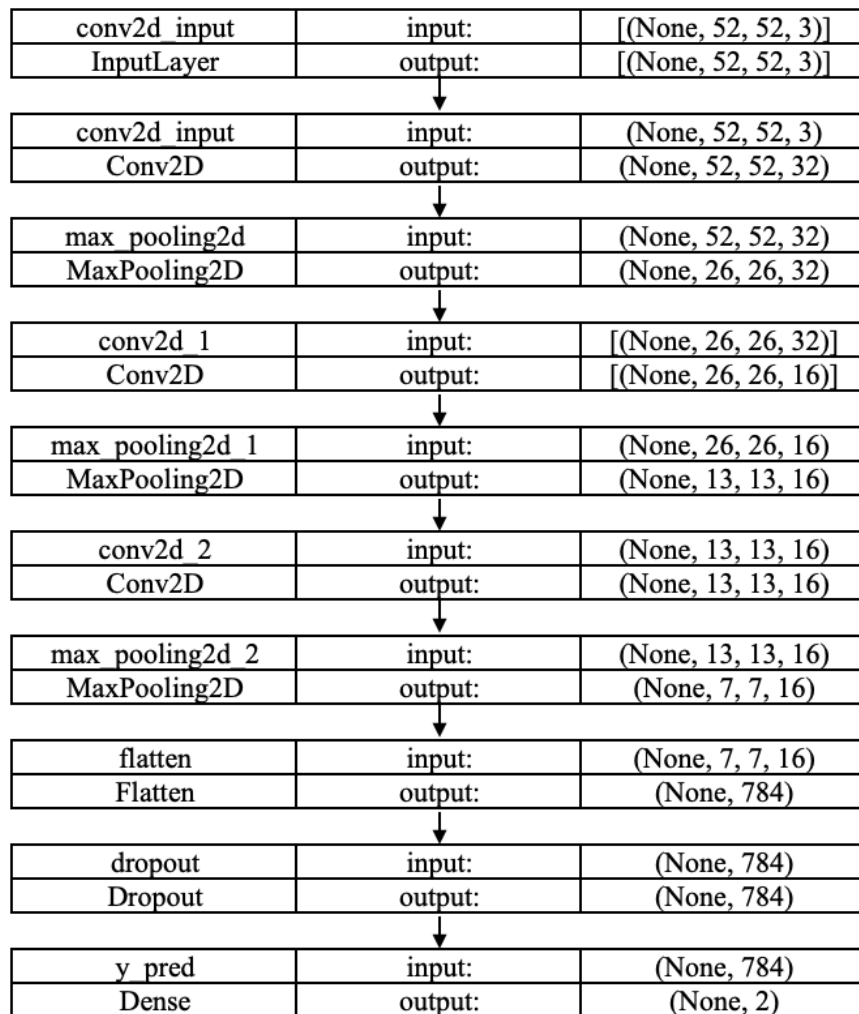 conv2d_input input: [(None, 52, 52, 3)]
InputLayer output: [(None, 52, 52, 3)]
conv2d_input input: (None, 52, 52, 3)
Conv2D output: (None, 52, 52, 32)
max_pooling2d input: (None, 52, 52, 32)
MaxPooling2D output: (None, 26, 26, 32)
conv2d_1 input: [(None, 26, 26, 32)]
Conv2D output: [(None, 26, 26, 16)]
max_pooling2d_1 input: (None, 26, 26, 16)
MaxPooling2D output: (None, 13, 13, 16)
conv2d_2 input: (None, 13, 13, 16)
Conv2D output: (None, 13, 13, 16)
max_pooling2d_2 input: (None, 13, 13, 16)
MaxPooling2D output: (None, 7, 7, 16)
flatten input: (None, 7, 7, 16)
Flatten output: (None, 784)
dropout input: (None, 784)
Dropout output: (None, 784)
y_pred input: (None, 784)
Dense output: (None, 2)